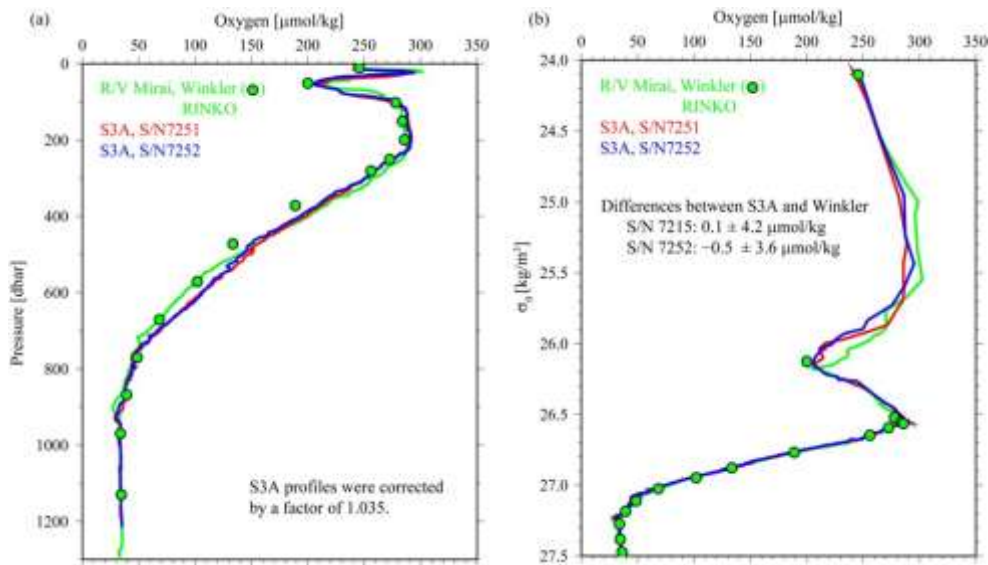 (a)
Oxygen [μmol/kg]
0 50 100 150 200 250 300 350
0
200
400
600
800
1000
1200
Pressure [dbar]
R/V Mirai, Winkler ( )
RINKO
S3A, S/N7251
S3A, S/N7252
S3A profiles were corrected
by a factor of 1.035.
(b)
Oxygen [μmol/kg]
0 50 100 150 200 250 300 350
24.0
24.5
25.0
25.5
26.0
26.5
27.0
27.5
σθ [kg/m³]
R/V Mirai, Winkler ( )
RINKO
S3A, S/N7251
S3A, S/N7252
Differences between S3A and Winkler
S/N 7215: 0.1 ± 4.2 μmol/kg
S/N 7252: −0.5 ± 3.6 μmol/kg